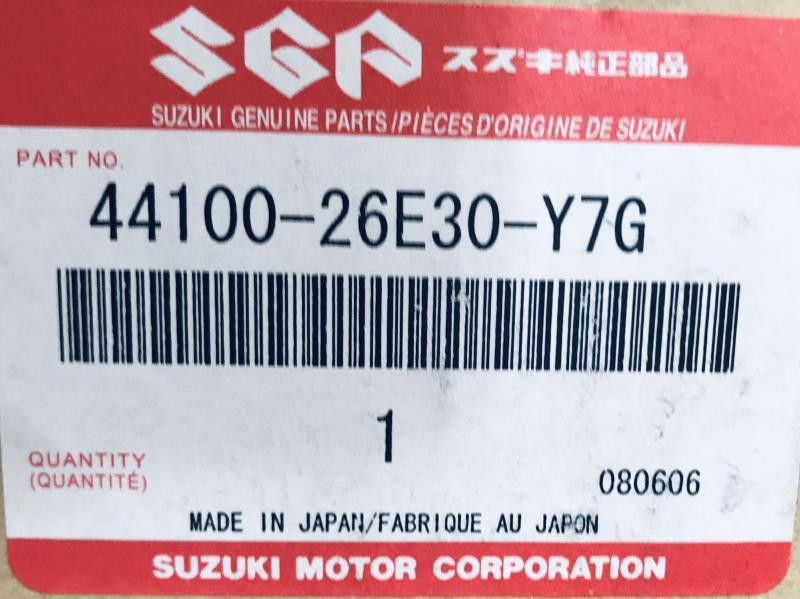 SGP スズキ純正部品
SUZUKI GENUINE PARTS/PIÈCES D'ORIGINE DE SUZUKI
PART NO.
44100-26E30-Y7G
1
QUANTITY
(QUANTITÉ)
080606
MADE IN JAPAN/FABRIQUE AU JAPON
SUZUKI MOTOR CORPORATION